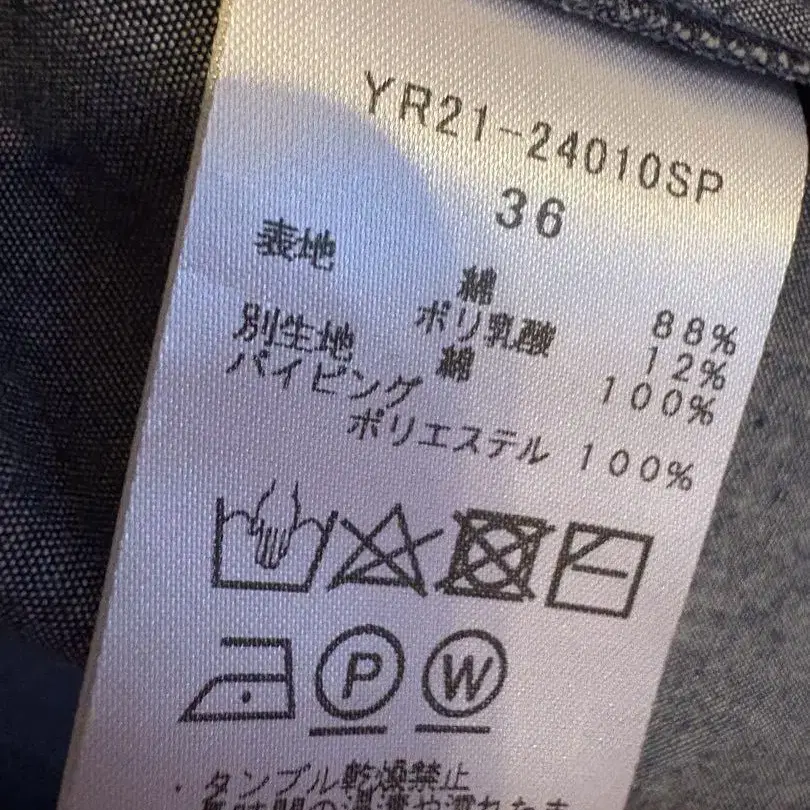 YR21-24010SP
36
表地 綿 88%
ポリ乳酸 12%
別生地 綿 100%
パイピング
ポリエステル 100%
P W
・タンブル乾燥禁止